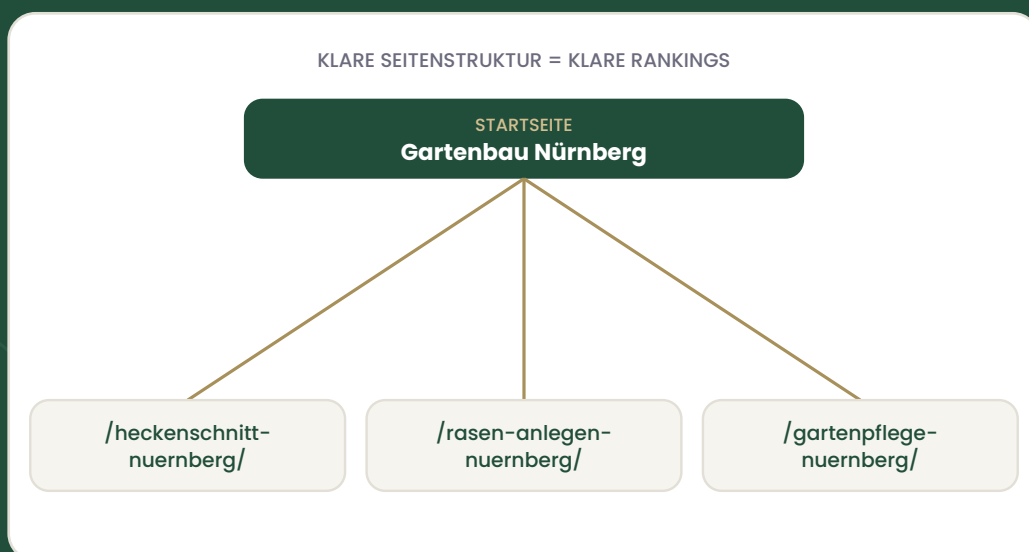 KLARE SEITENSTRUKTUR = KLARE RANKINGS
STARTSEITE
Gartenbau Nürnberg
/heckenschnitt-
nuernberg/
/rasen-anlegen-
nuernberg/
/gartenpflege-
nuernberg/